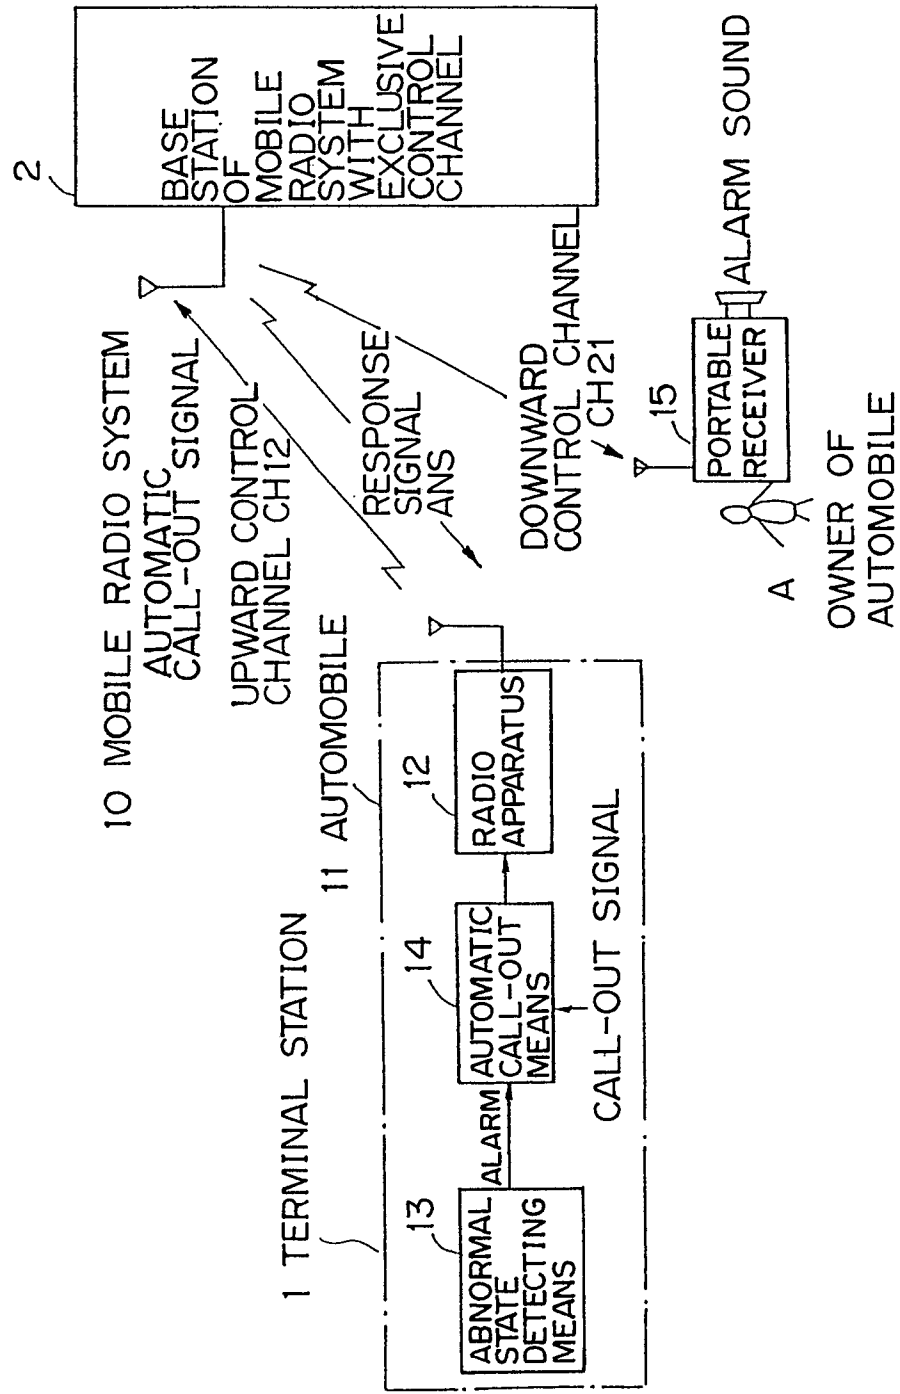 10 MOBILE RADIO SYSTEM
AUTOMATIC
CALL-OUT SIGNAL
UPWARD CONTROL
CHANNEL CH12
2
BASE
STATION
OF
MOBILE
RADIO
SYSTEM
WITH
EXCLUSIVE
CONTROL
CHANNEL
RESPONSE
SIGNAL
ANS
DOWNWARD
CONTROL CHANNEL
CH21
1 TERMINAL STATION
11 AUTOMOBILE
13
ABNORMAL
STATE
DETECTING
MEANS
ALARM
14
AUTOMATIC
CALL-OUT
MEANS
CALL-OUT SIGNAL
12
RADIO
APPARATUS
15
PORTABLE
RECEIVER
ALARM SOUND
A
OWNER OF
AUTOMOBILE